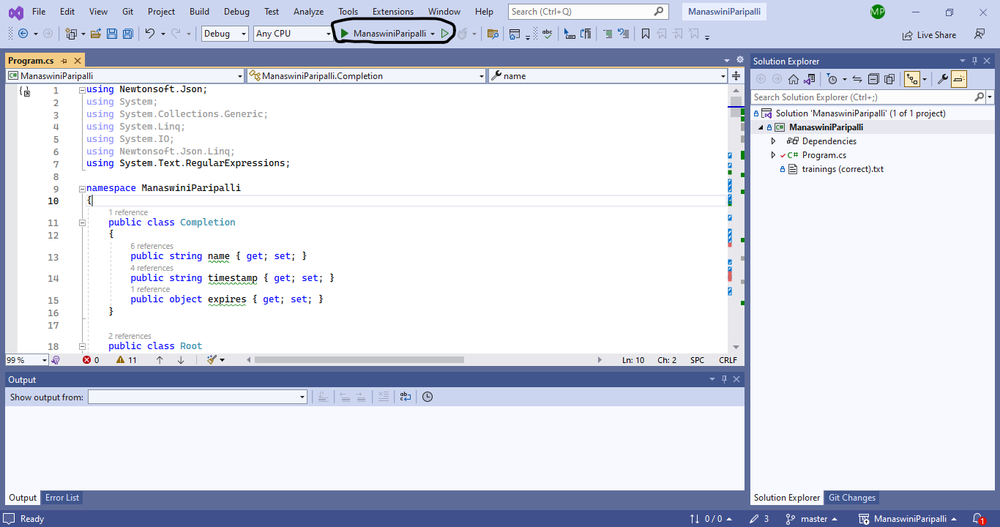 File Edit View Git Project Build Debug Test Analyze Tools Extensions Window Help Search (Ctrl+Q) ManaswiniParipalli MP
Debug Any CPU ManaswiniParipalli Live Share
Program.cs
ManaswiniParipalli ManaswiniParipalli.Completion name
1 using Newtonsoft.Json;
2 using System;
3 using System.Collections.Generic;
4 using System.Linq;
5 using System.IO;
6 using Newtonsoft.Json.Linq;
7 using System.Text.RegularExpressions;
8
9 namespace ManaswiniParipalli
10 {
1 reference
11 public class Completion
12 {
6 references
13 public string name { get; set; }
4 references
14 public string timestamp { get; set; }
1 reference
15 public object expires { get; set; }
16 }
17
2 references
18 public class Root
99 % 0 11 Ln: 10 Ch: 2 SPC CRLF
Output
Show output from:
Output Error List
Solution Explorer
Search Solution Explorer (Ctrl+;)
Solution 'ManaswiniParipalli' (1 of 1 project)
C# ManaswiniParipalli
Dependencies
C# Program.cs
trainings (correct).txt
Solution Explorer Git Changes
Ready 0 / 0 3 master ManaswiniParipalli 1